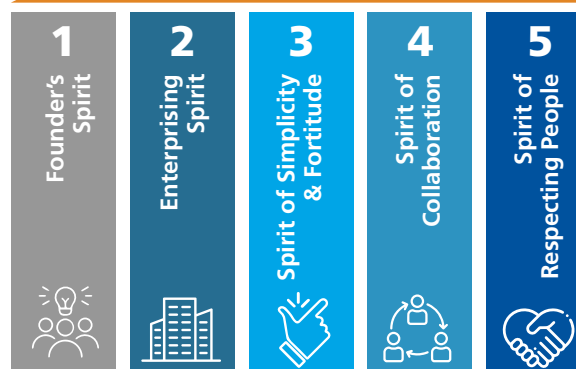 1
Founder's
Spirit
2
Enterprising
Spirit
3
Spirit of Simplicity
& Fortitude
4
Spirit of
Collaboration
5
Spirit of
Respecting People